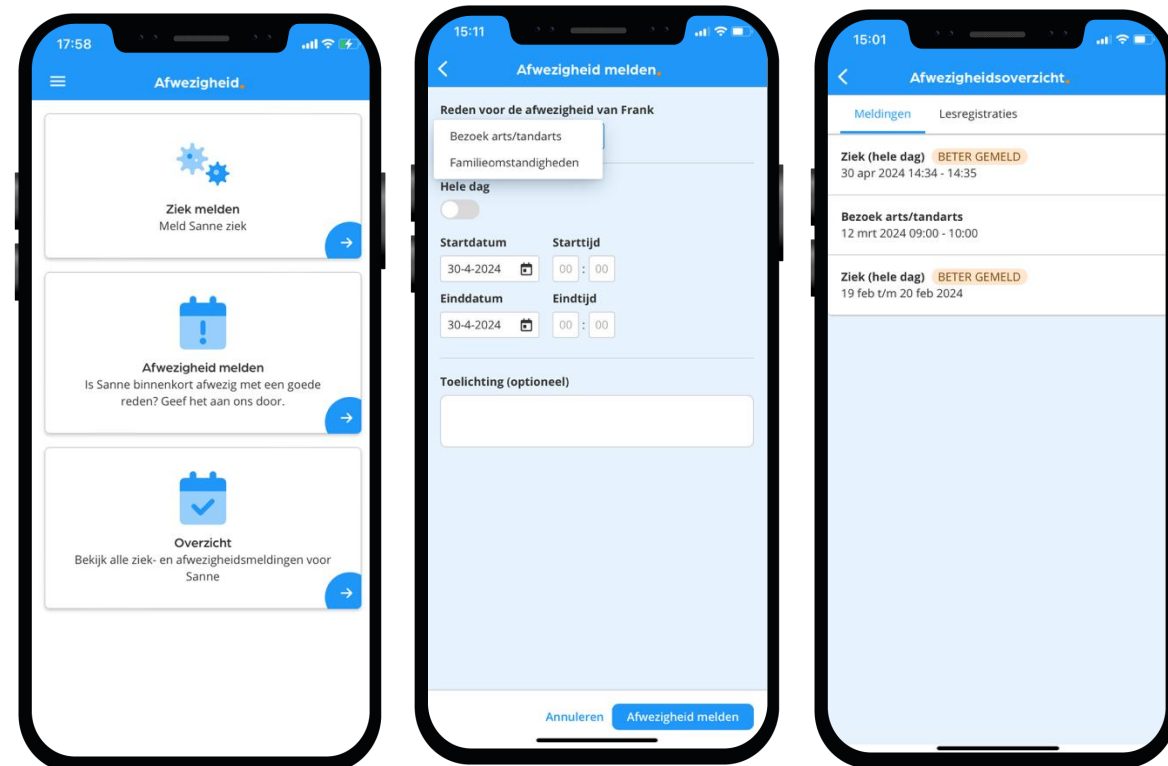 17:58
Afwezigheid.
Ziek melden
Meld Sanne ziek
Afwezigheid melden
Is Sanne binnenkort afwezig met een goede
reden? Geef het aan ons door.
Overzicht
Bekijk alle ziek- en afwezigheidsmeldingen voor
Sanne
15:11
Afwezigheid melden.
Reden voor de afwezigheid van Frank
Bezoek arts/tandarts
Familieomstandigheden
Hele dag
Startdatum Starttijd
30-4-2024 00 : 00
Einddatum Eindtijd
30-4-2024 00 : 00
Toelichting (optioneel)
Annuleren Afwezigheid melden
15:01
Afwezigheidsoverzicht.
Meldingen Lesregistraties
Ziek (hele dag) BETER GEMELD
30 apr 2024 14:34 - 14:35
Bezoek arts/tandarts
12 mrt 2024 09:00 - 10:00
Ziek (hele dag) BETER GEMELD
19 feb t/m 20 feb 2024